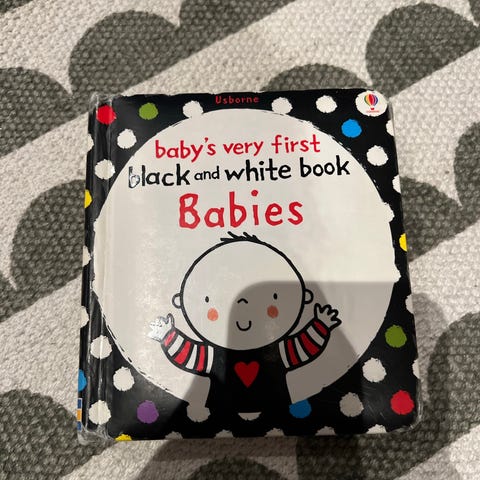 Usborne
baby's very first
black and white book
Babies